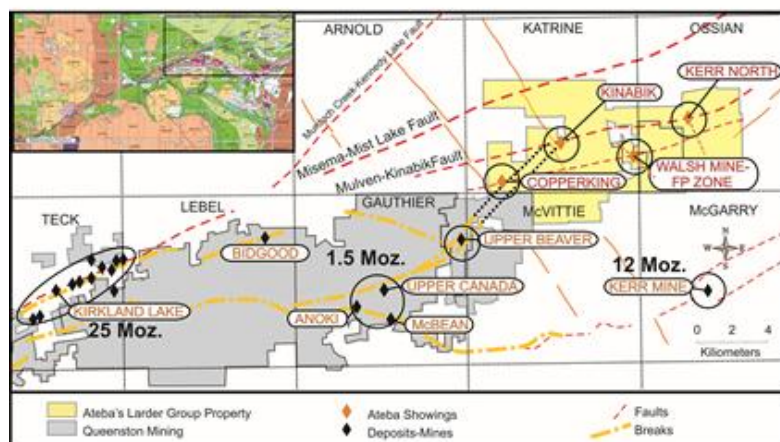 ARNOLD
KATRINE
OSSIAN
Murdoch Creek-Kennedy Lake Fault
KERR NORTH
KINABIK
Misema-Mist Lake Fault
Mulven-KinabikFault
WALSH MINE-
FP ZONE
COPPERKING
GAUTHIER
McVITTIE
McGARRY
TECK
LEBEL
BIDGOOD
1.5 Moz.
UPPER BEAVER
12 Moz.
N
W
E
S
UPPER CANADA
KERR MINE
KIRKLAND LAKE
25 Moz.
ANOKI
McBEAN
0 2 4
Kiliometers
Ateba's Larder Group Property
Ateba Showings
Faults
Queenston Mining
Deposits-Mines
Breaks